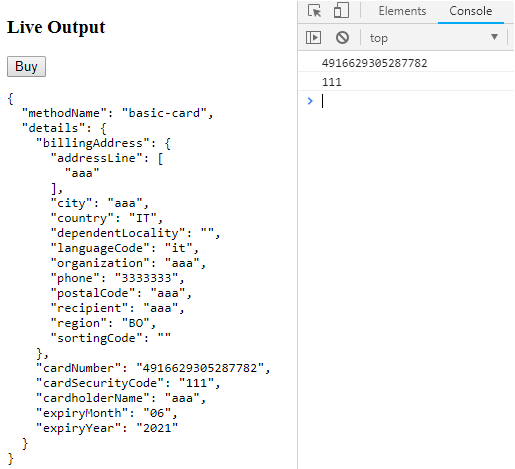 Live Output
Buy
{
  "methodName": "basic-card",
  "details": {
    "billingAddress": {
      "addressLine": [
        "aaa"
      ],
      "city": "aaa",
      "country": "IT",
      "dependentLocality": "",
      "languageCode": "it",
      "organization": "aaa",
      "phone": "3333333",
      "postalCode": "aaa",
      "recipient": "aaa",
      "region": "BO",
      "sortingCode": ""
    },
    "cardNumber": "4916629305287782",
    "cardSecurityCode": "111",
    "cardholderName": "aaa",
    "expiryMonth": "06",
    "expiryYear": "2021"
  }
}
Elements Console
top
4916629305287782
111